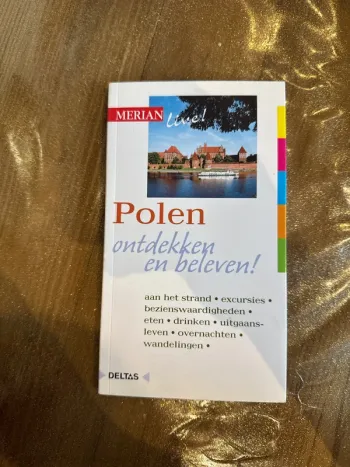 MERIAN live!
Polen
ontdekken
en beleven!
aan het strand • excursies •
bezienswaardigheden •
eten • drinken • uitgaans-
leven • overnachten •
wandelingen •
DELTAS